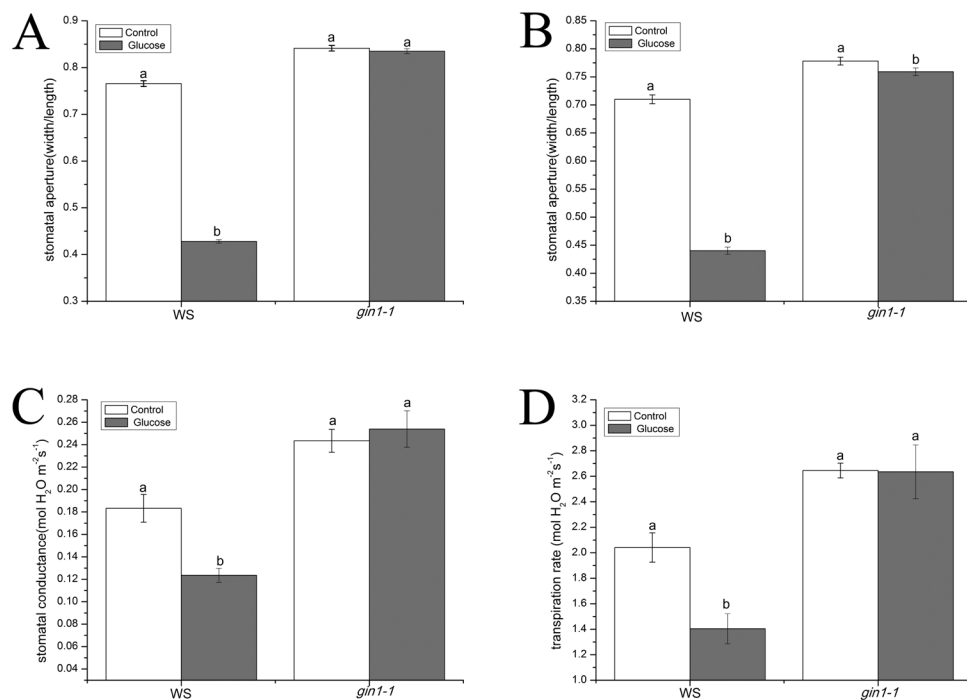 A
stomatal aperture(width/length)
0.9
0.8
0.7
0.6
0.5
0.4
0.3
Control
Glucose
a
b
a
a
WS
gin1-1
B
stomatal aperture(width/length)
0.85
0.80
0.75
0.70
0.65
0.60
0.55
0.50
0.45
0.40
0.35
Control
Glucose
a
b
a
b
WS
gin1-1
C
stomatal conductance(mol H₂O m⁻²s⁻¹)
0.28
0.26
0.24
0.22
0.20
0.18
0.16
0.14
0.12
0.10
0.08
0.06
0.04
Control
Glucose
a
b
a
a
WS
gin1-1
D
transpiration rate (mol H₂O m⁻²s⁻¹)
3.2
3.0
2.8
2.6
2.4
2.2
2.0
1.8
1.6
1.4
1.2
1.0
Control
Glucose
a
b
a
a
WS
gin1-1